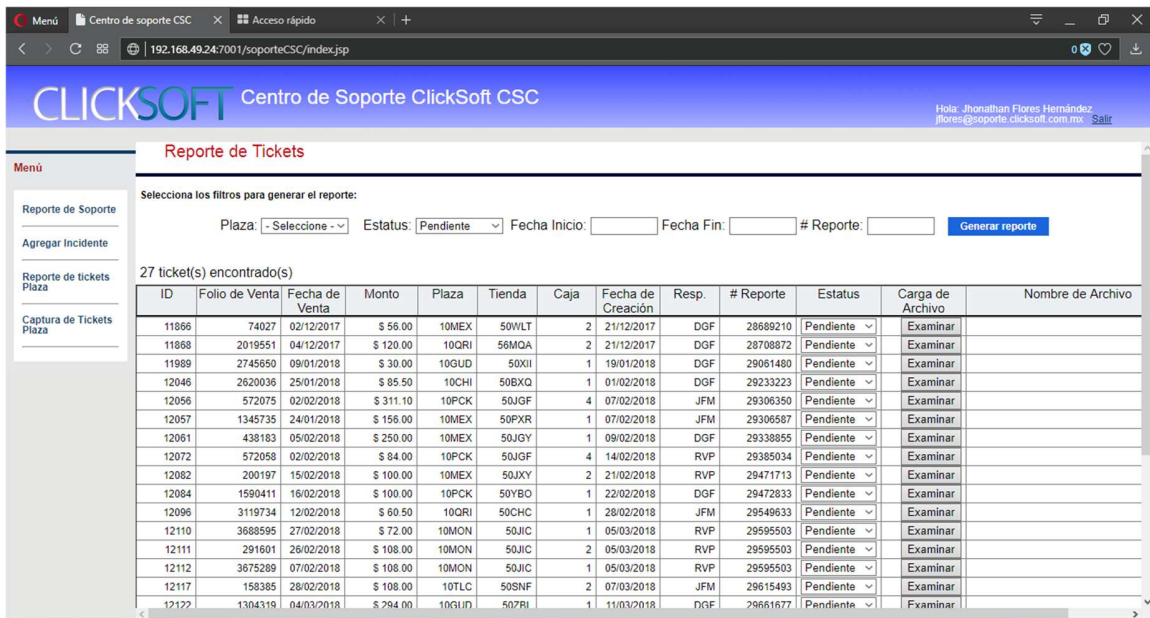 Menú
Centro de soporte CSC
Acceso rápido
192.168.49.24:7001/soporteCSC/index.jsp
0
CLICKSOFT Centro de Soporte ClickSoft CSC
Hola: Jhonathan Flores Hernández
jflores@soporte.clicksoft.com.mx Salir
Menú
Reporte de Soporte
Agregar Incidente
Reporte de tickets
Plaza
Captura de Tickets
Plaza
Reporte de Tickets
Selecciona los filtros para generar el reporte:
Plaza: - Seleccione - Estatus: Pendiente Fecha Inicio: Fecha Fin: # Reporte: Generar reporte
27 ticket(s) encontrado(s)
ID Folio de Venta Fecha de Venta Monto Plaza Tienda Caja Fecha de Creación Resp. # Reporte Estatus Carga de Archivo Nombre de Archivo
11866 74027 02/12/2017 $ 56.00 10MEX 50WLT 2 21/12/2017 DGF 28689210 Pendiente Examinar
11868 2019551 04/12/2017 $ 120.00 10QRI 56MQA 2 21/12/2017 DGF 28708872 Pendiente Examinar
11989 2745650 09/01/2018 $ 30.00 10GUD 50XII 1 19/01/2018 DGF 29061480 Pendiente Examinar
12046 2620036 25/01/2018 $ 85.50 10CHI 50BXQ 1 01/02/2018 DGF 29233223 Pendiente Examinar
12056 572075 02/02/2018 $ 311.10 10PCK 50JGF 4 07/02/2018 JFM 29306350 Pendiente Examinar
12057 1345735 24/01/2018 $ 156.00 10MEX 50PXR 1 07/02/2018 JFM 29306587 Pendiente Examinar
12061 438183 05/02/2018 $ 250.00 10MEX 50JGY 1 09/02/2018 DGF 29338855 Pendiente Examinar
12072 572058 02/02/2018 $ 84.00 10PCK 50JGF 4 14/02/2018 RVP 29385034 Pendiente Examinar
12082 200197 15/02/2018 $ 100.00 10MEX 50JXY 2 21/02/2018 RVP 29471713 Pendiente Examinar
12084 1590411 16/02/2018 $ 100.00 10PCK 50YBO 1 22/02/2018 DGF 29472833 Pendiente Examinar
12096 3119734 12/02/2018 $ 60.50 10QRI 50CHC 1 28/02/2018 JFM 29549633 Pendiente Examinar
12110 3688595 27/02/2018 $ 72.00 10MON 50JIC 1 05/03/2018 RVP 29595503 Pendiente Examinar
12111 291601 26/02/2018 $ 108.00 10MON 50JIC 2 05/03/2018 RVP 29595503 Pendiente Examinar
12112 3675289 07/02/2018 $ 108.00 10MON 50JIC 1 05/03/2018 RVP 29595503 Pendiente Examinar
12117 158385 28/02/2018 $ 108.00 10TLC 50SNF 2 07/03/2018 JFM 29615493 Pendiente Examinar
12122 1304319 04/03/2018 $ 294.00 10GUD 50ZBL 1 11/03/2018 DGF 29661677 Pendiente Examinar